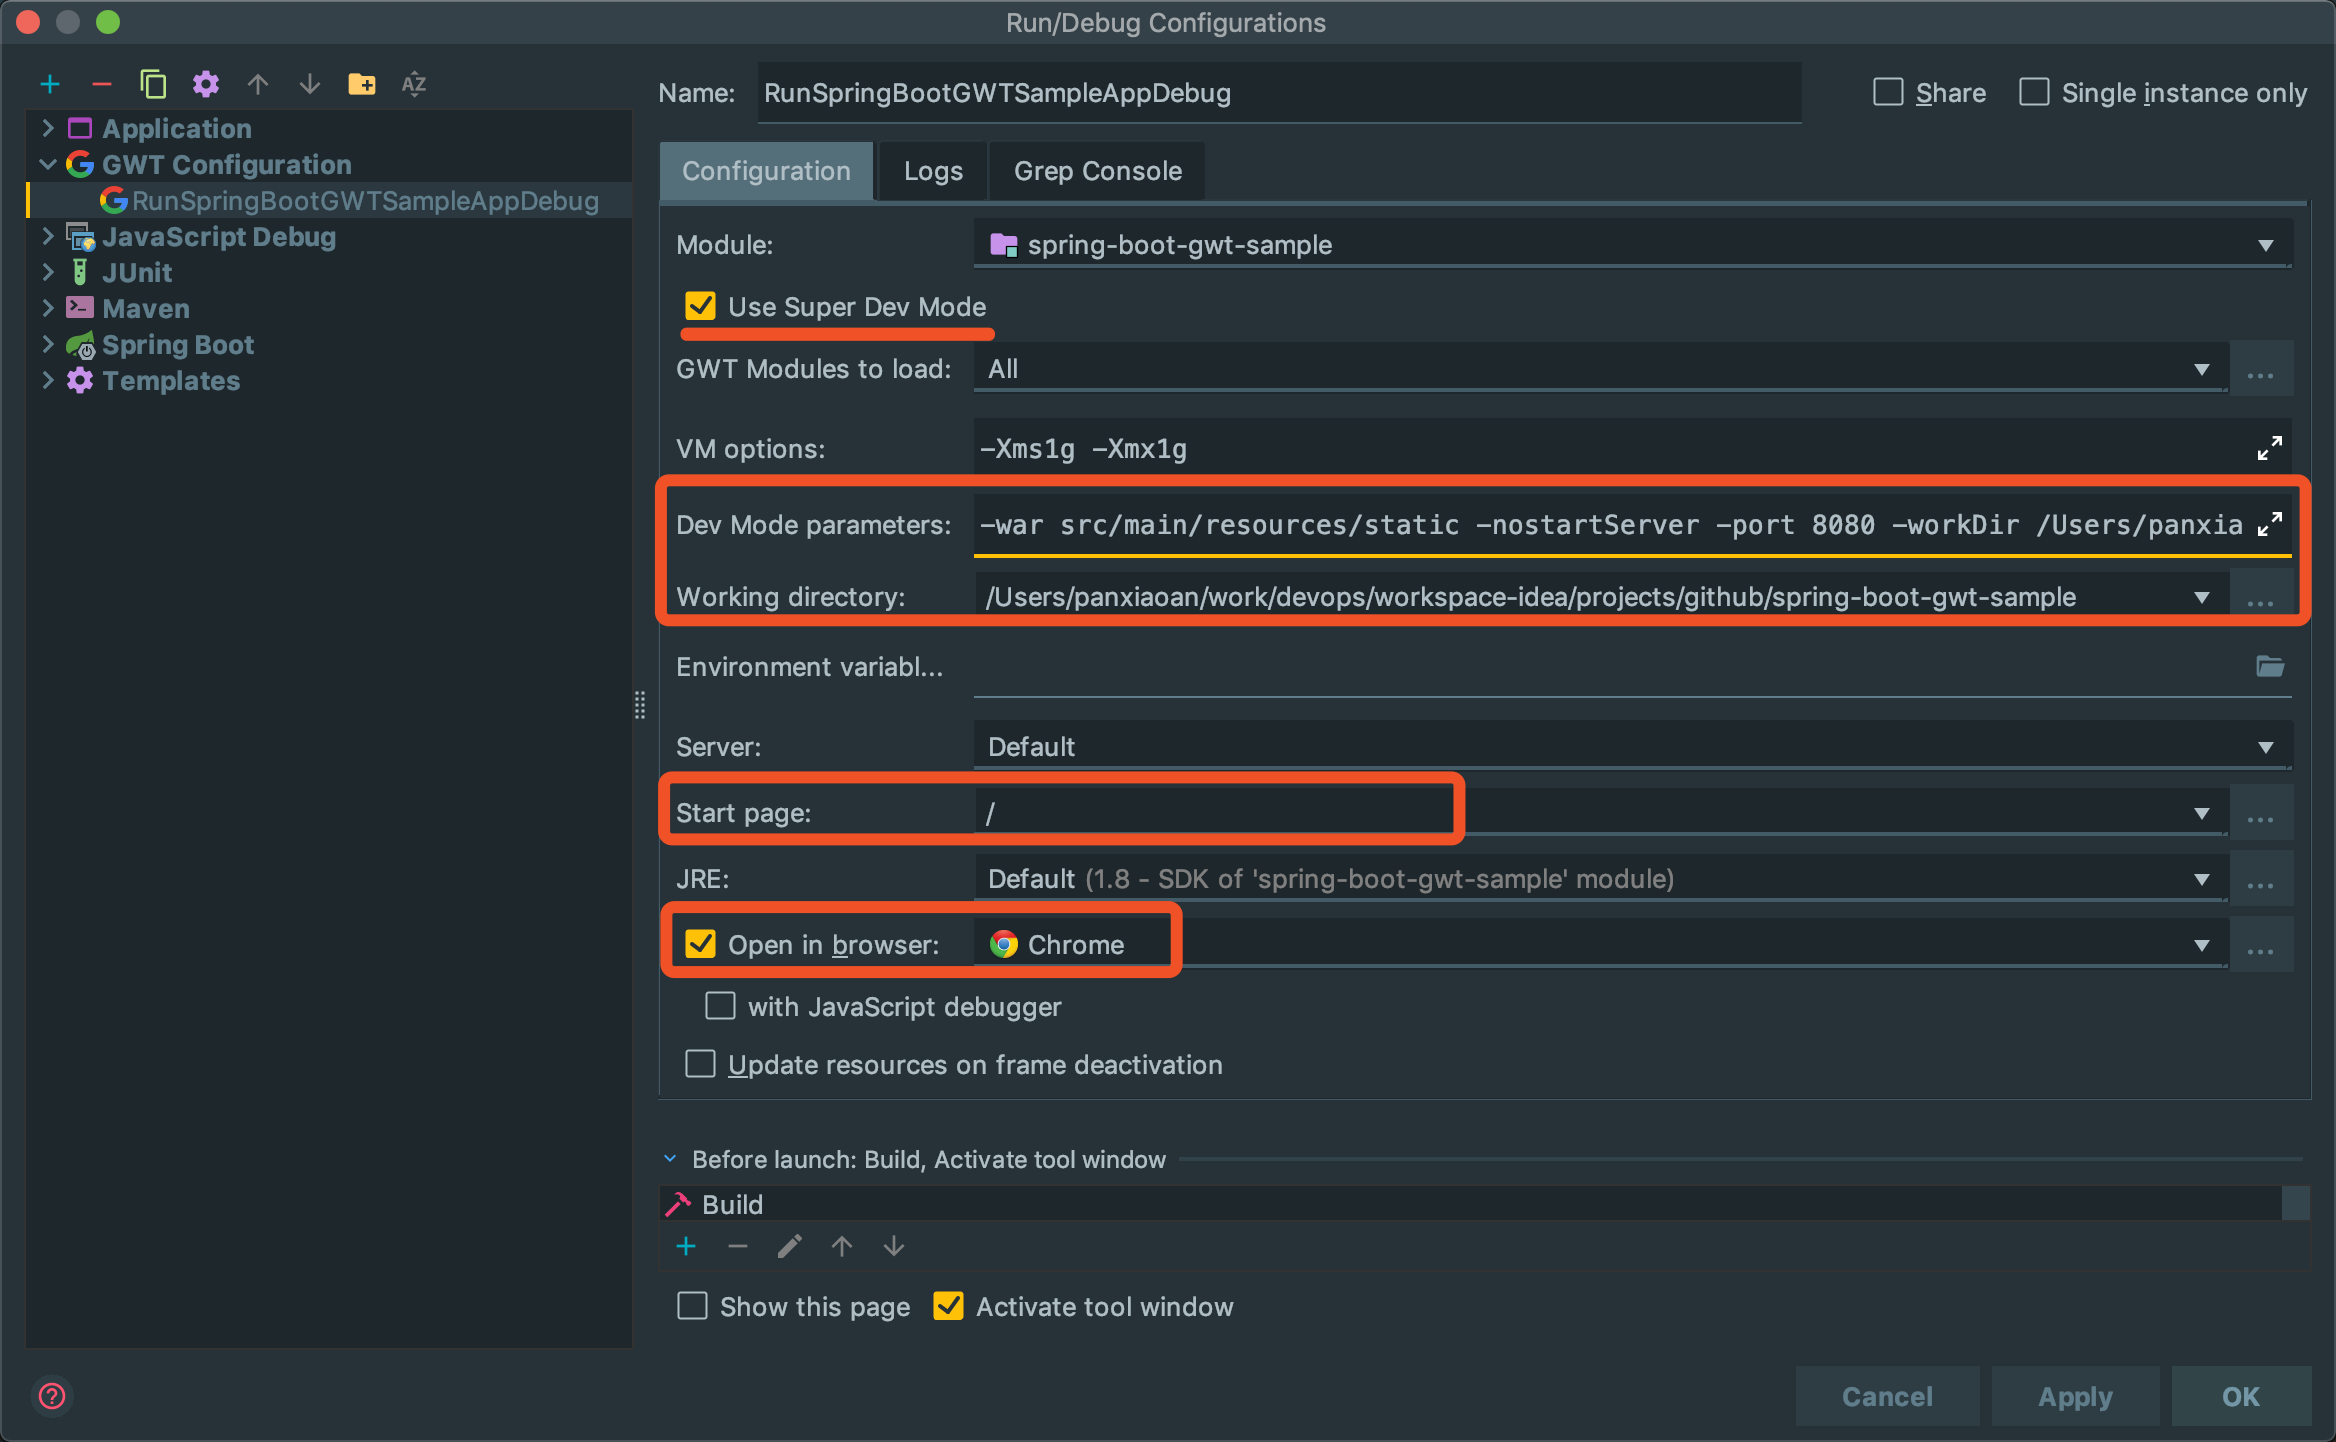 Run/Debug Configurations
Application
GWT Configuration
RunSpringBootGWTSampleAppDebug
JavaScript Debug
JUnit
Maven
Spring Boot
Templates
Name: RunSpringBootGWTSampleAppDebug
Share
Single instance only
Configuration
Logs
Grep Console
Module: spring-boot-gwt-sample
Use Super Dev Mode
GWT Modules to load: All
...
VM options: -Xms1g -Xmx1g
Dev Mode parameters: -war src/main/resources/static -nostartServer -port 8080 -workDir /Users/panxia
Working directory: /Users/panxiaoan/work/devops/workspace-idea/projects/github/spring-boot-gwt-sample
...
Environment variabl...
Server: Default
Start page: /
...
JRE: Default (1.8 - SDK of 'spring-boot-gwt-sample' module)
...
Open in browser: Chrome
...
with JavaScript debugger
Update resources on frame deactivation
Before launch: Build, Activate tool window
Build
Show this page
Activate tool window
?
Cancel
Apply
OK